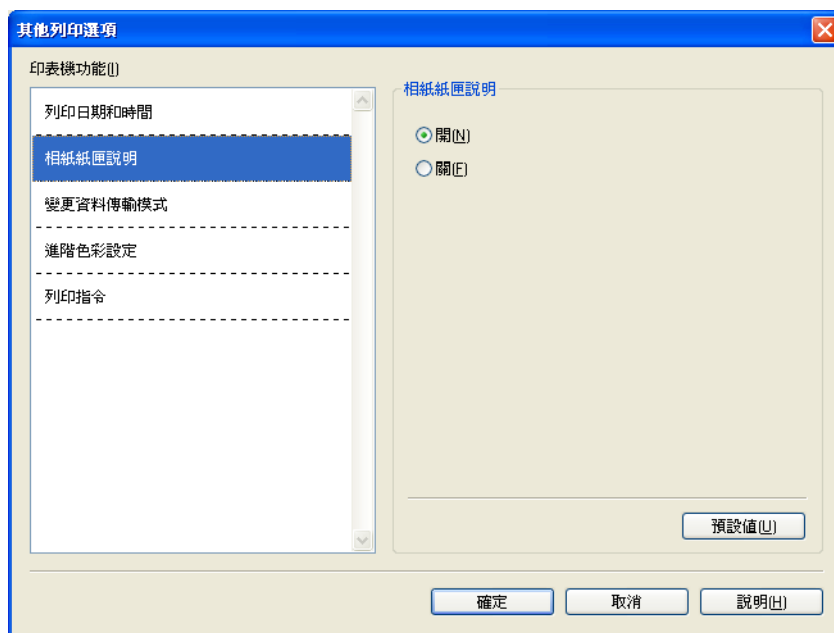 其他列印選項
印表機功能(I)
列印日期和時間
相紙紙匣說明
變更資料傳輸模式
進階色彩設定
列印指令
相紙紙匣說明
開(N)
關(F)
預設值(U)
確定
取消
說明(H)